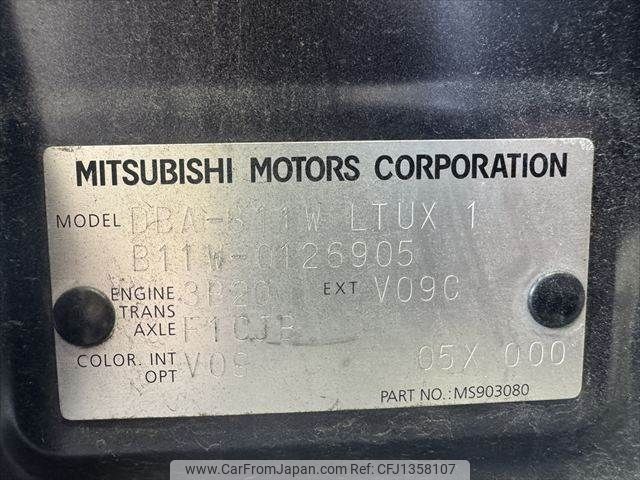 MITSUBISHI MOTORS CORPORATION
MODEL DBA-B11W LTUX 1
B11W-0126905
ENGINE 3B20 EXT V09C
TRANS
AXLE F1CJB
COLOR. INT V09 05X 000
OPT
PART NO.: MS903080
www.CarFromJapan.com | © CarFromJapan | CFJ1358107